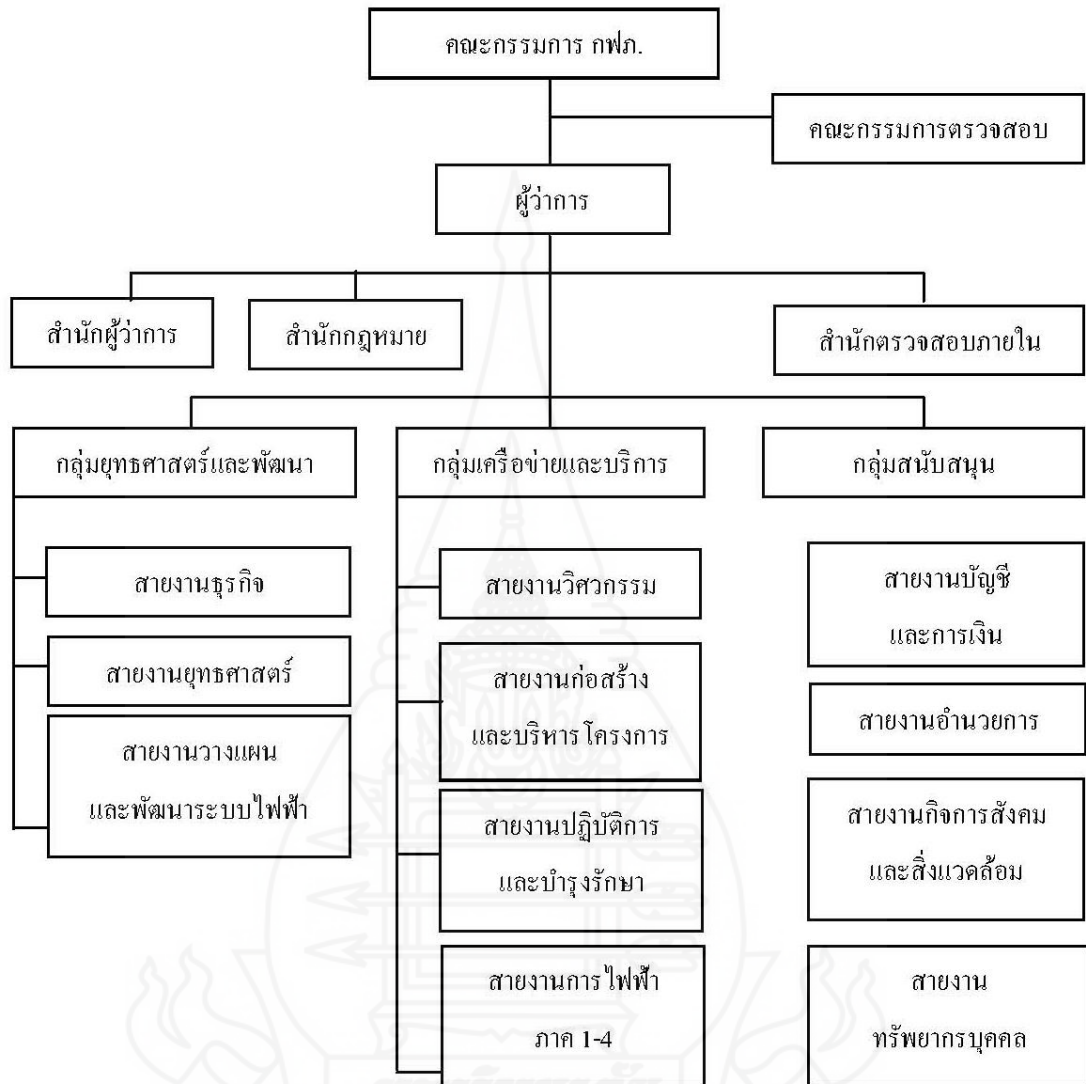 คณะกรรมการ กฟภ.
คณะกรรมการตรวจสอบ
ผู้ว่าการ
สำนักผู้ว่าการ
สำนักกฎหมาย
สำนักตรวจสอบภายใน
กลุ่มยุทธศาสตร์และพัฒนา
กลุ่มเครือข่ายและบริการ
กลุ่มสนับสนุน
สายงานธุรกิจ
สายงานยุทธศาสตร์
สายงานวางแผน
และพัฒนาระบบไฟฟ้า
สายงานวิศวกรรม
สายงานก่อสร้าง
และบริหารโครงการ
สายงานปฏิบัติการ
และบำรุงรักษา
สายงานการไฟฟ้า
ภาค 1-4
สายงานบัญชี
และการเงิน
สายงานอำนวยการ
สายงานกิจการสังคม
และสิ่งแวดล้อม
สายงาน
ทรัพยากรบุคคล